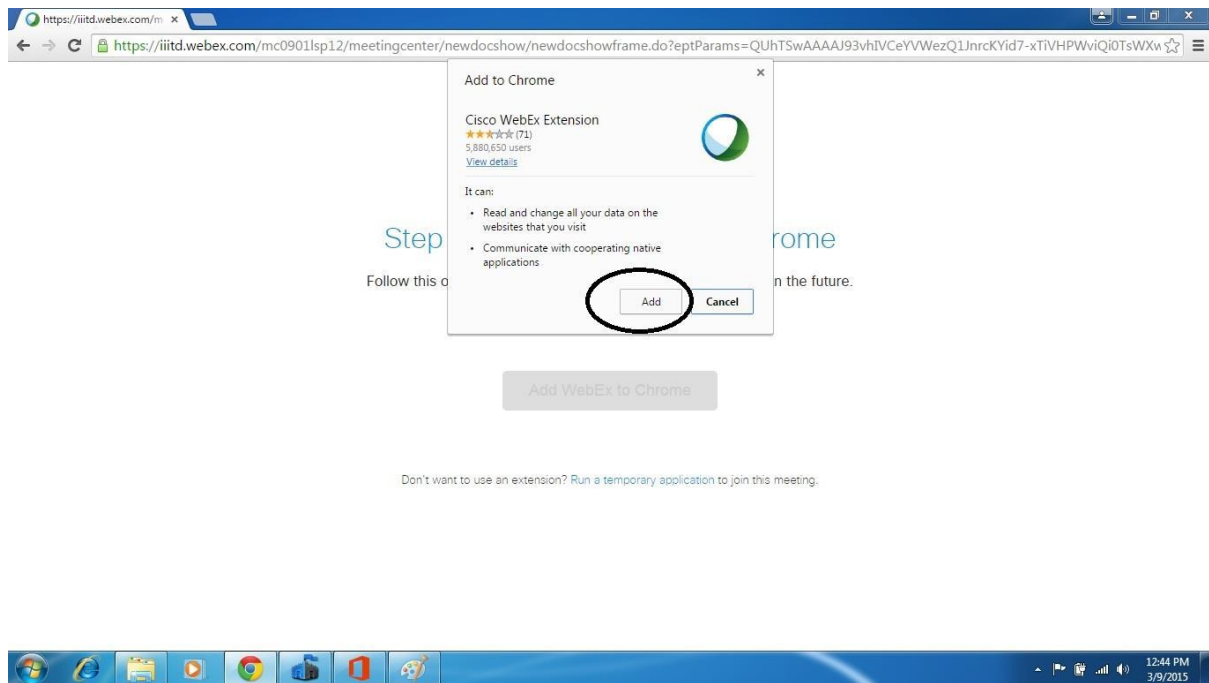 https://iiitd.webex.com/m
https://iiitd.webex.com/mc0901lsp12/meetingcenter/newdocshow/newdocshowframe.do?eptParams=QUhTSwAAAAJ93vhIVCeYVWezQ1JnrcKYid7-xTiVHPWviQi0TsWXw
Add to Chrome
Cisco WebEx Extension
(71)
5,880,650 users
View details
It can:
• Read and change all your data on the
websites that you visit
• Communicate with cooperating native
applications
Add Cancel
Step rome
Follow this o n the future.
Add WebEx to Chrome
Don't want to use an extension? Run a temporary application to join this meeting.
12:44 PM
3/9/2015